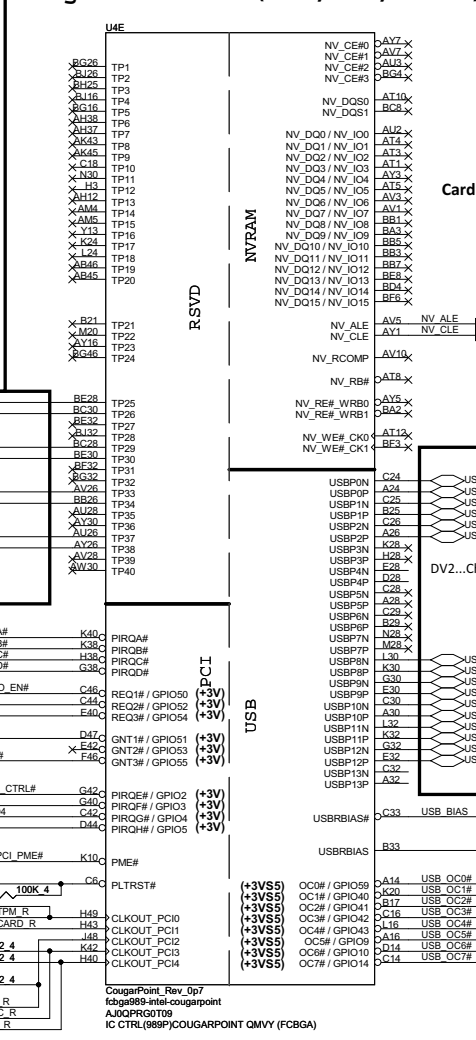 U4E
BG26 TP1
BJ26 TP2
BH25 TP3
BJ16 TP4
BG16 TP5
AH38 TP6
AH37 TP7
AK43 TP8
AK45 TP9
C18 TP10
N30 TP11
H3 TP12
AH12 TP13
AM4 TP14
AM5 TP15
Y13 TP16
K24 TP17
L24 TP18
AB46 TP19
AB45 TP20
B21 TP21
M20 TP22
AY16 TP23
BG46 TP24
BE28 TP25
BC30 TP26
BE32 TP27
BJ32 TP28
BC28 TP29
BE30 TP30
BF32 TP31
BG32 TP32
AV26 TP33
BB26 TP34
AU28 TP35
AY30 TP36
AU26 TP37
AY26 TP38
AV28 TP39
AW30 TP40
RSVD
NVRAM
NV_CE#0 AY7
NV_CE#1 AV7
NV_CE#2 AU3
NV_CE#3 BG4
NV_DQS0 AT10
NV_DQS1 BC8
NV_DQ0 / NV_IO0 AU2
NV_DQ1 / NV_IO1 AT4
NV_DQ2 / NV_IO2 AT3
NV_DQ3 / NV_IO3 AT1
NV_DQ4 / NV_IO4 AY3
NV_DQ5 / NV_IO5 AT5
NV_DQ6 / NV_IO6 AV3
NV_DQ7 / NV_IO7 AV1
NV_DQ8 / NV_IO8 BB1
NV_DQ9 / NV_IO9 BA3
NV_DQ10 / NV_IO10 BB5
NV_DQ11 / NV_IO11 BB3
NV_DQ12 / NV_IO12 BB7
NV_DQ13 / NV_IO13 BE8
NV_DQ14 / NV_IO14 BD4
NV_DQ15 / NV_IO15 BF6
NV_ALE AV5 NV_ALE
NV_CLE AY1 NV_CLE
NV_RCOMP AV10
NV_RB# AT8
NV_RE#_WRB0 AY5
NV_RE#_WRB1 BA2
NV_WE#_CK0 AT12
NV_WE#_CK1 BF3
Card
USBP0N C24
USBP0P A24
USBP1N C25
USBP1P B25
USBP2N C26
USBP2P A26
USBP3N K28
USBP3P H28
USBP4N E28
USBP4P D28
USBP5N C28
USBP5P A28
USBP6N C29
USBP6P B29
USBP7N N28
USBP7P M28
USBP8N L30
USBP8P K30
USBP9N G30
USBP9P E30
USBP10N C30
USBP10P A30
USBP11N L32
USBP11P K32
USBP12N G32
USBP12P E32
USBP13N C32
USBP13P A32
USBRBIAS# C33 USB_BIAS
USBRBIAS B33
DV2...
PCI
USB
K40 PIRQA#
K38 PIRQB#
H38 PIRQC#
G38 PIRQD#
C46 REQ1# / GPIO50 (+3V)
C44 REQ2# / GPIO52 (+3V)
E40 REQ3# / GPIO54 (+3V)
D47 GNT1# / GPIO51 (+3V)
E42 GNT2# / GPIO53 (+3V)
F46 GNT3# / GPIO55 (+3V)
_CTRL# G42 PIRQE# / GPIO2 (+3V)
G40 PIRQF# / GPIO3 (+3V)
C42 PIRQG# / GPIO4 (+3V)
D44 PIRQH# / GPIO5 (+3V)
PCI_PME# K10 PME#
C6 PLTRST#
100K_4
H49 CLKOUT_PCI0
H43 CLKOUT_PCI1
J48 CLKOUT_PCI2
K42 CLKOUT_PCI3
H40 CLKOUT_PCI4
(+3VS5) OC0# / GPIO59 A14 USB_OC0#
(+3VS5) OC1# / GPIO40 K20 USB_OC1#
(+3VS5) OC2# / GPIO41 B17 USB_OC2#
(+3VS5) OC3# / GPIO42 C16 USB_OC3#
(+3VS5) OC4# / GPIO43 L16 USB_OC4#
(+3VS5) OC5# / GPIO9 A16 USB_OC5#
(+3VS5) OC6# / GPIO10 D14 USB_OC6#
(+3VS5) OC7# / GPIO14 C14 USB_OC7#
CougarPoint_Rev_0p7
fcbga989-intel-cougarpoint
AJ0QPRG0T09
IC CTRL(989P)COUGARPOINT QMVY (FCBGA)